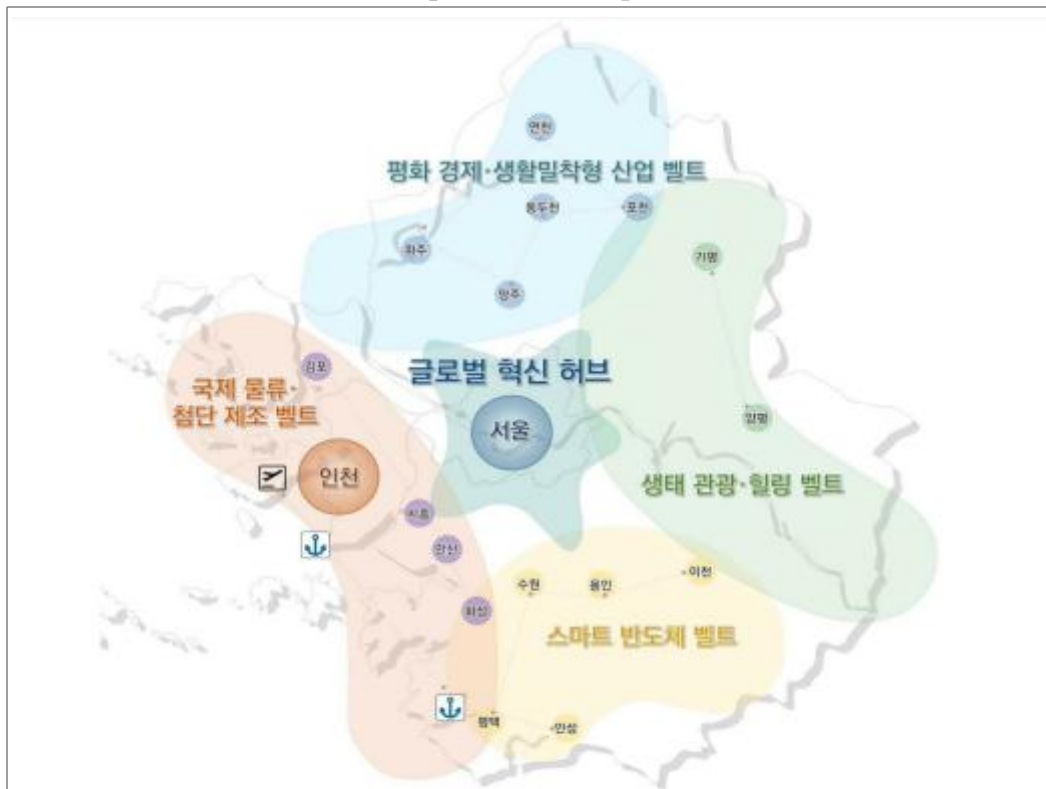 연천
평화 경제·생활밀착형 산업 벨트
동두천
포천
파주
가평
양주
김포
글로벌 혁신 허브
국제 물류·
첨단 제조 벨트
서울
양평
인천
생태 관광·힐링 벨트
시흥
안산
수원
용인
이천
화성
스마트 반도체 벨트
평택
안성